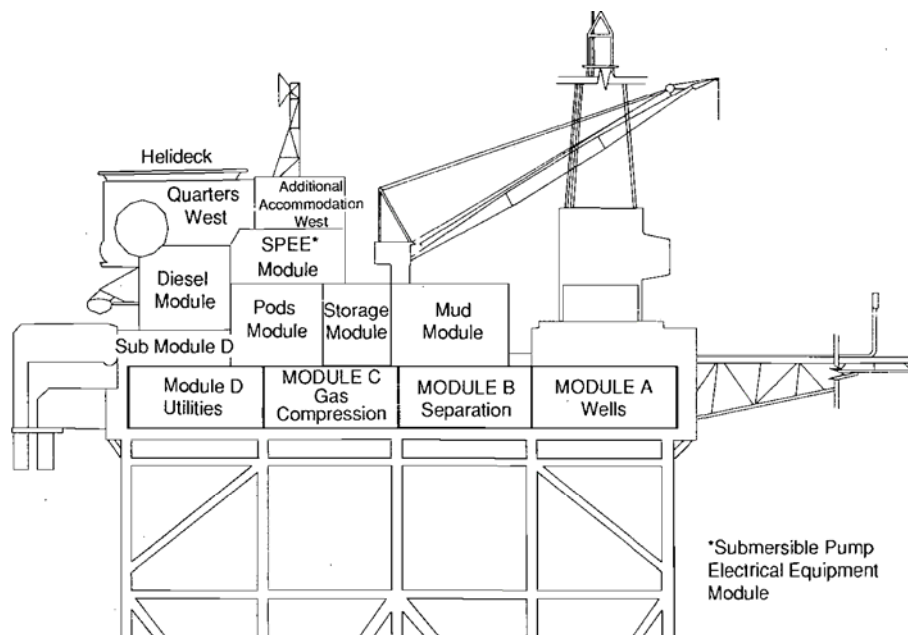 Helideck
Quarters
West
Additional
Accommodation
West
SPEE*
Module
Diesel
Module
Pods
Module
Storage
Module
Mud
Module
Sub Module D
Module D
Utilities
MODULE C
Gas
Compression
MODULE B
Separation
MODULE A
Wells
*Submersible Pump
Electrical Equipment
Module